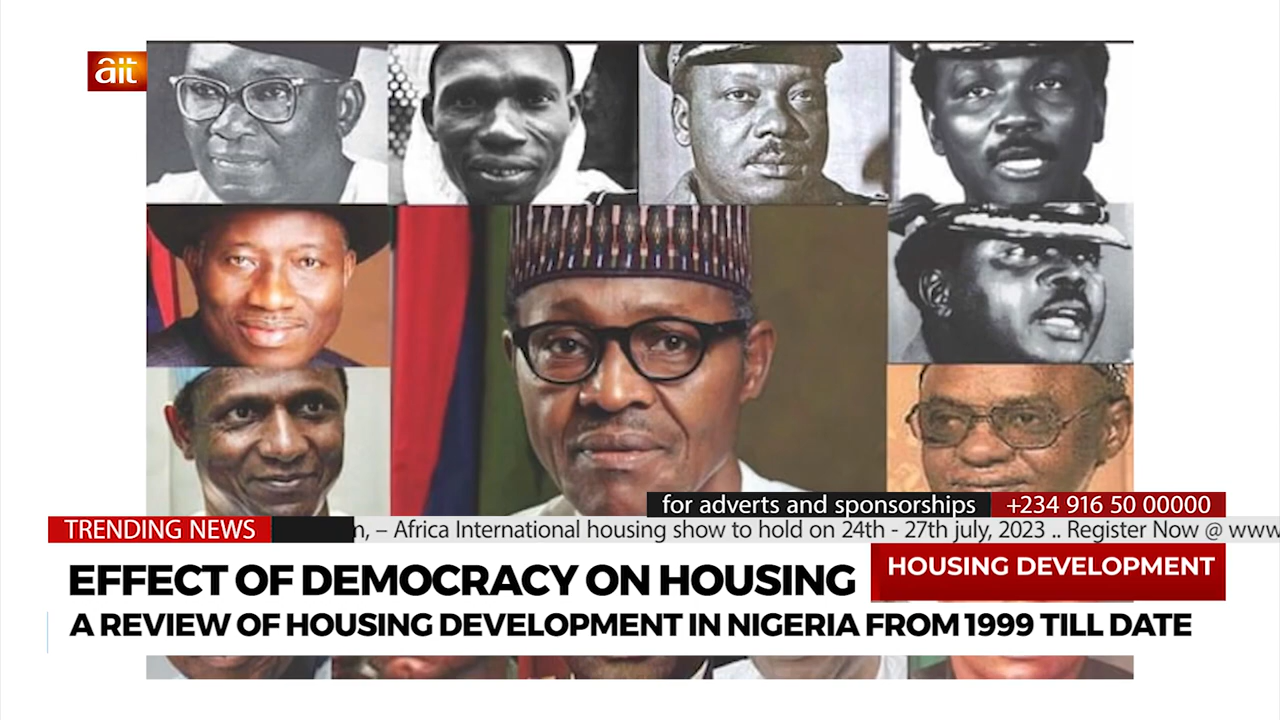 ait
for adverts and sponsorships +234 916 50 00000
TRENDING NEWS – Africa International housing show to hold on 24th - 27th july, 2023 .. Register Now @
EFFECT OF DEMOCRACY ON HOUSING
HOUSING DEVELOPMENT
A REVIEW OF HOUSING DEVELOPMENT IN NIGERIA FROM 1999 TILL DATE